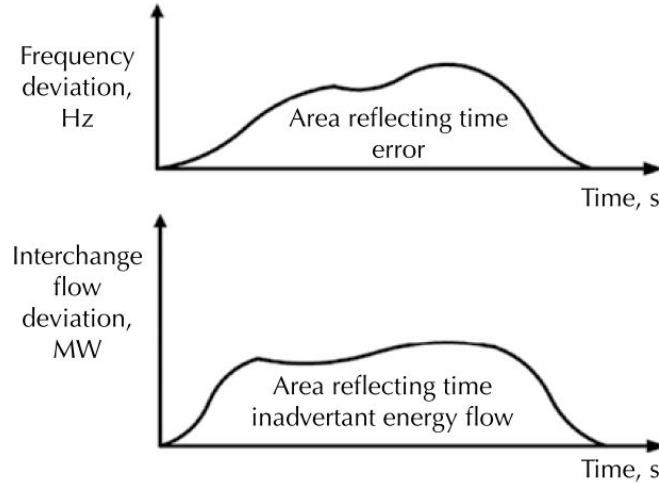 Frequency
deviation,
Hz
Area reflecting time
error
Time, s
Interchange
flow
deviation,
MW
Area reflecting time
inadvertant energy flow
Time, s